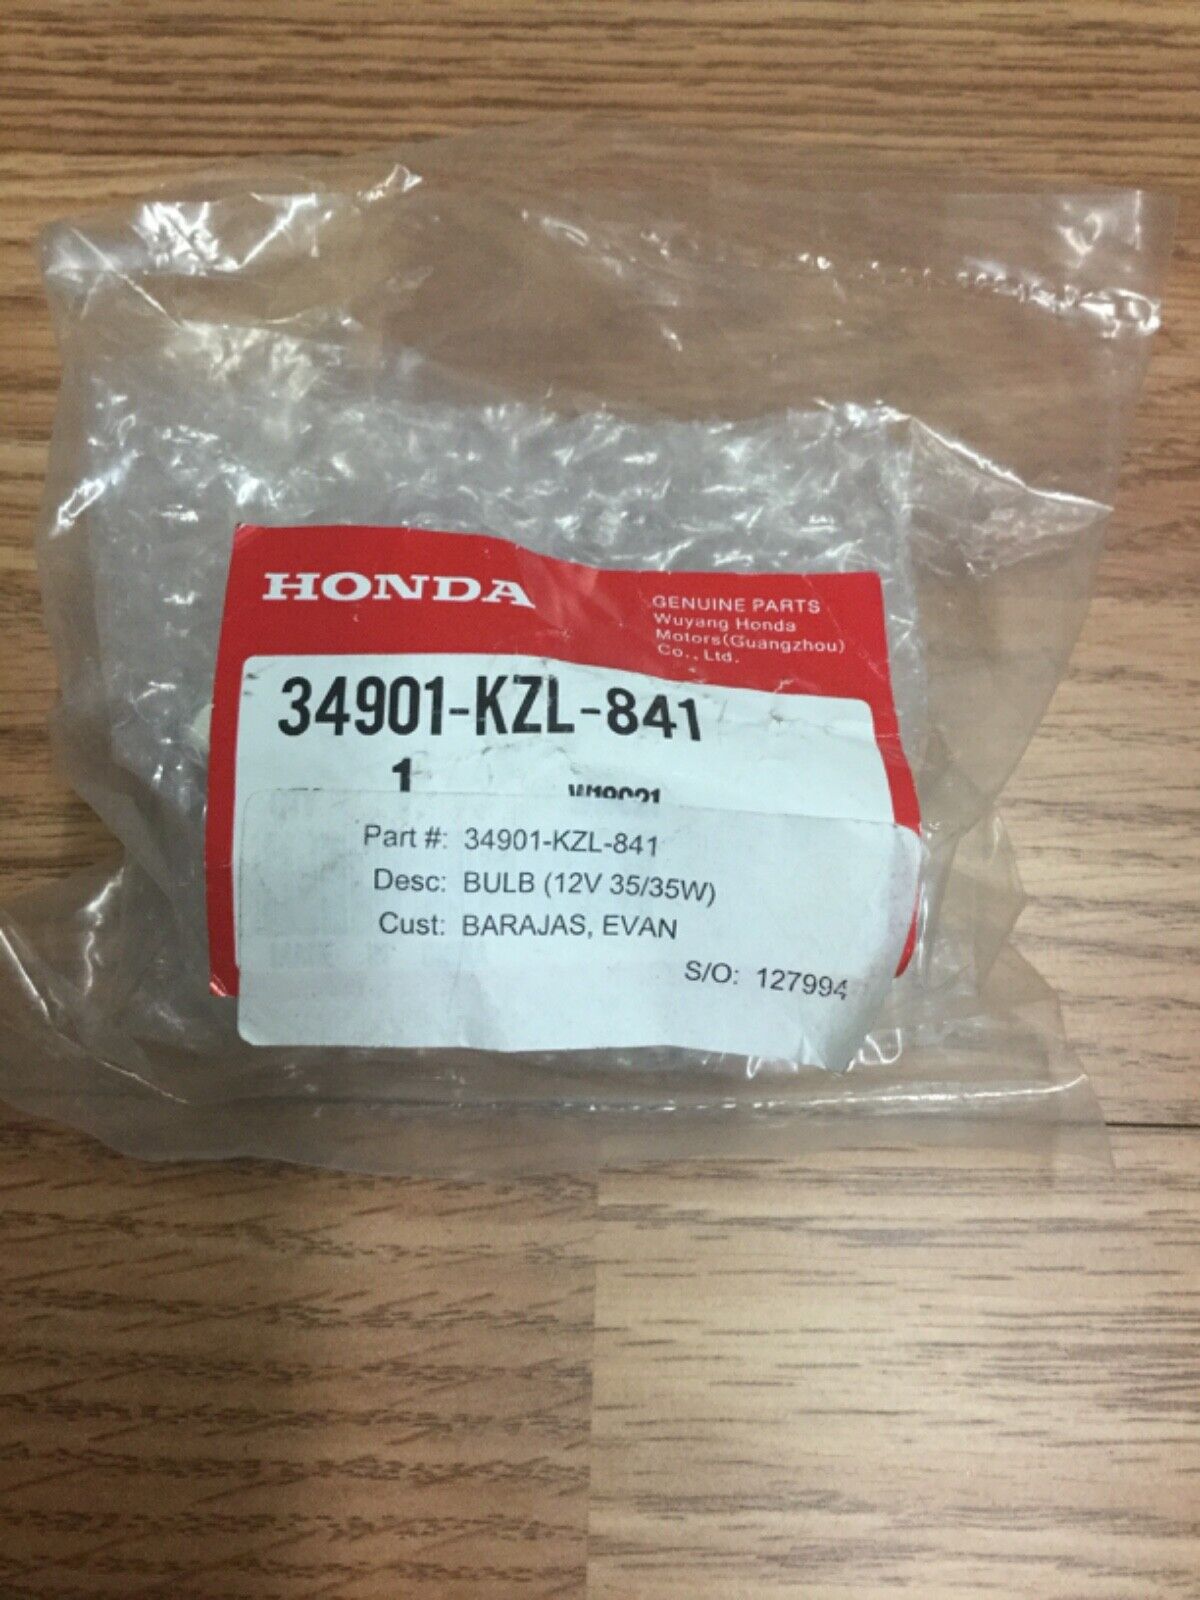 HONDA
GENUINE PARTS
Wuyang Honda
Motors(Guangzhou)
Co., Ltd.
34901-KZL-841
1
Part #: 34901-KZL-841
Desc: BULB (12V 35/35W)
Cust: BARAJAS, EVAN
S/O: 127994